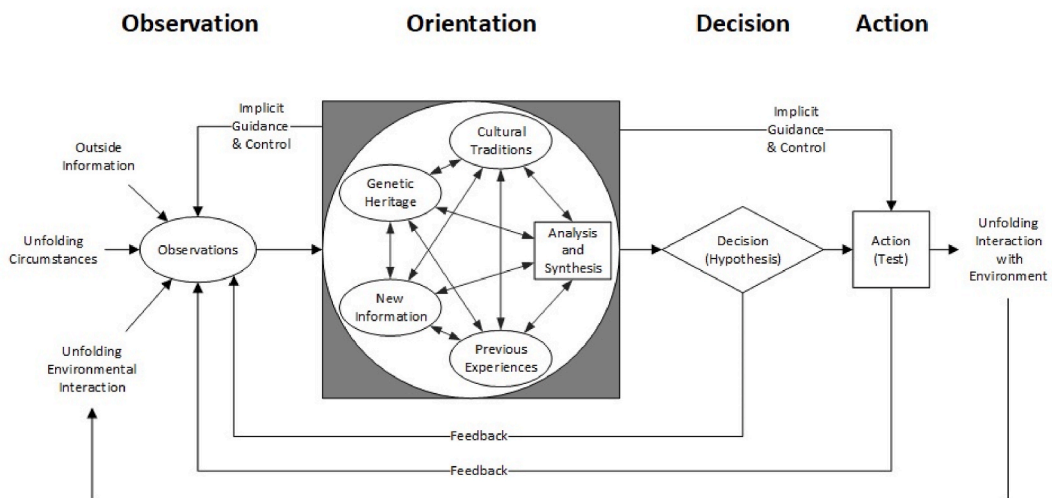 Observation
Orientation
Decision
Action
Implicit
Guidance
& Control
Implicit
Guidance
& Control
Outside
Information
Unfolding
Circumstances
Observations
Unfolding
Environmental
Interaction
Cultural
Traditions
Genetic
Heritage
Analysis
and
Synthesis
New
Information
Previous
Experiences
Decision
(Hypothesis)
Action
(Test)
Unfolding
Interaction
with
Environment
Feedback
Feedback